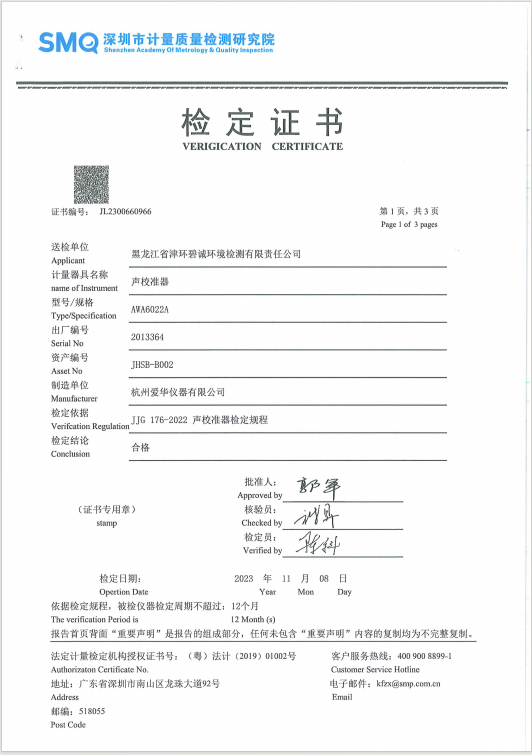 SMQ 深圳市计量质量检测研究院
Shenzhen Academy Of Metrology & Quality Inspection
检定证书
VERIGICATION CERTIFICATE
证书编号: JL2300660966
第1页，共3页
Page 1 of 3 pages
送检单位 黑龙江省津环碧诚环境检测有限责任公司
Applicant
计量器具名称 声校准器
name of Instrument
型号/规格 AWA6022A
Type/Specification
出厂编号 2013364
Serial No
资产编号 JHSB-B002
Asset No
制造单位 杭州爱华仪器有限公司
Manufacturer
检定依据 JJG 176-2022 声校准器检定规程
Verifcation Regulation
检定结论 合格
Conclusion
批准人:
Approved by
（证书专用章） 核验员:
stamp Checked by
检定员:
Verified by
检定日期: 2023 年 11 月 08 日
Opertion Date Year Mon Day
依据检定规程，被检仪器检定周期不超过: 12个月
The verification Period is 12 Month (s)
报告首页背面“重要声明”是报告的组成部分，任何未包含“重要声明”内容的复制均为不完整复制。
法定计量检定机构授权证书号: （粤）法计（2019）01002号 客户服务热线: 400 900 8899-1
Authorizaton Certificate No. Customer Service Hotline
地址: 广东省深圳市南山区龙珠大道92号 电子邮件: kfzx@smp.com.cn
Address Email
邮编: 518055
Post Code